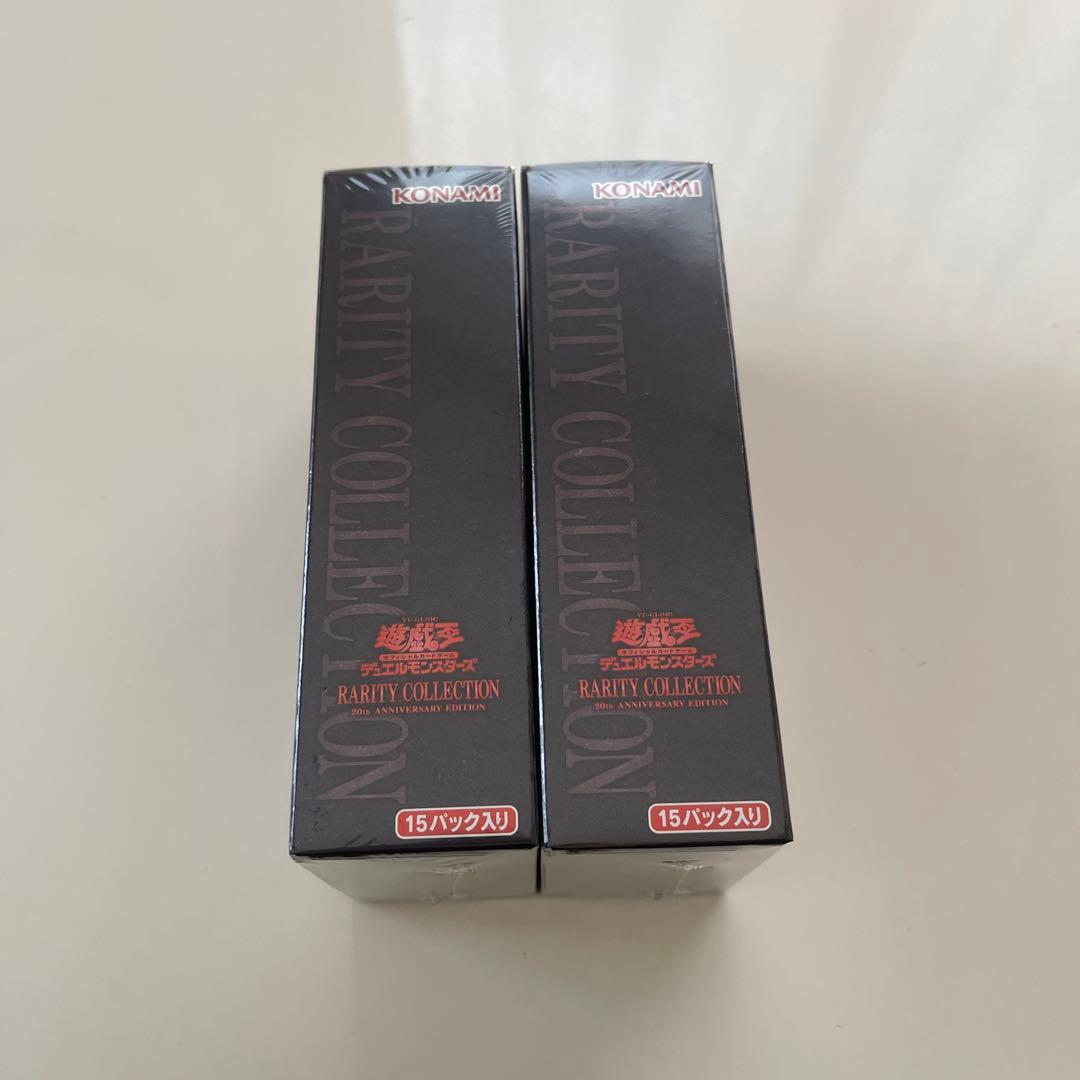 KONAMI
RARITY COLLECTION
YU-GI-OH!
遊戯王
オフィシャルカードゲーム
デュエルモンスターズ
RARITY COLLECTION
20th ANNIVERSARY EDITION
15パック入り
KONAMI
RARITY COLLECTION
YU-GI-OH!
遊戯王
オフィシャルカードゲーム
デュエルモンスターズ
RARITY COLLECTION
20th ANNIVERSARY EDITION
15パック入り